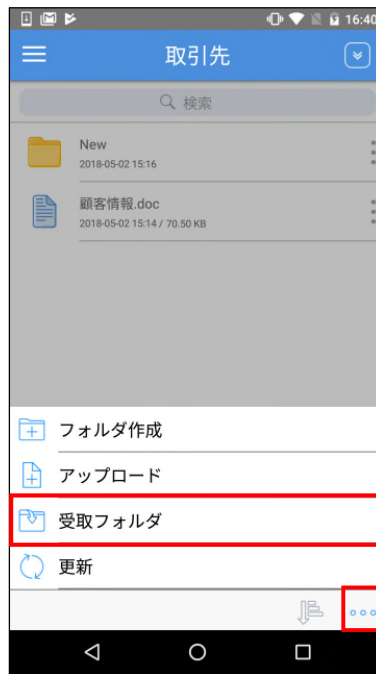 16:40
取引先
検索
New
2018-05-02 15:16
顧客情報.doc
2018-05-02 15:14 / 70.50 KB
フォルダ作成
アップロード
受取フォルダ
更新